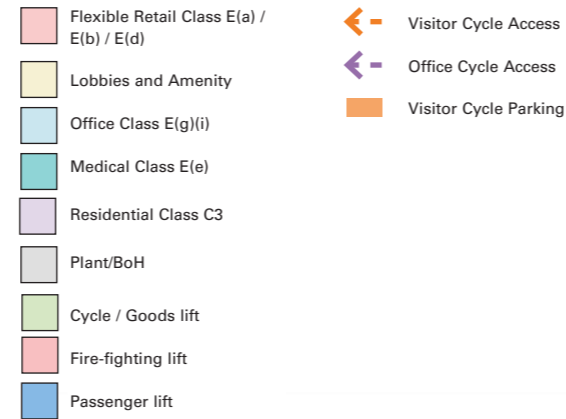 Flexible Retail Class E(a) /
E(b) / E(d)
Lobbies and Amenity
Office Class E(g)(i)
Medical Class E(e)
Residential Class C3
Plant/BoH
Cycle / Goods lift
Fire-fighting lift
Passenger lift
Visitor Cycle Access
Office Cycle Access
Visitor Cycle Parking